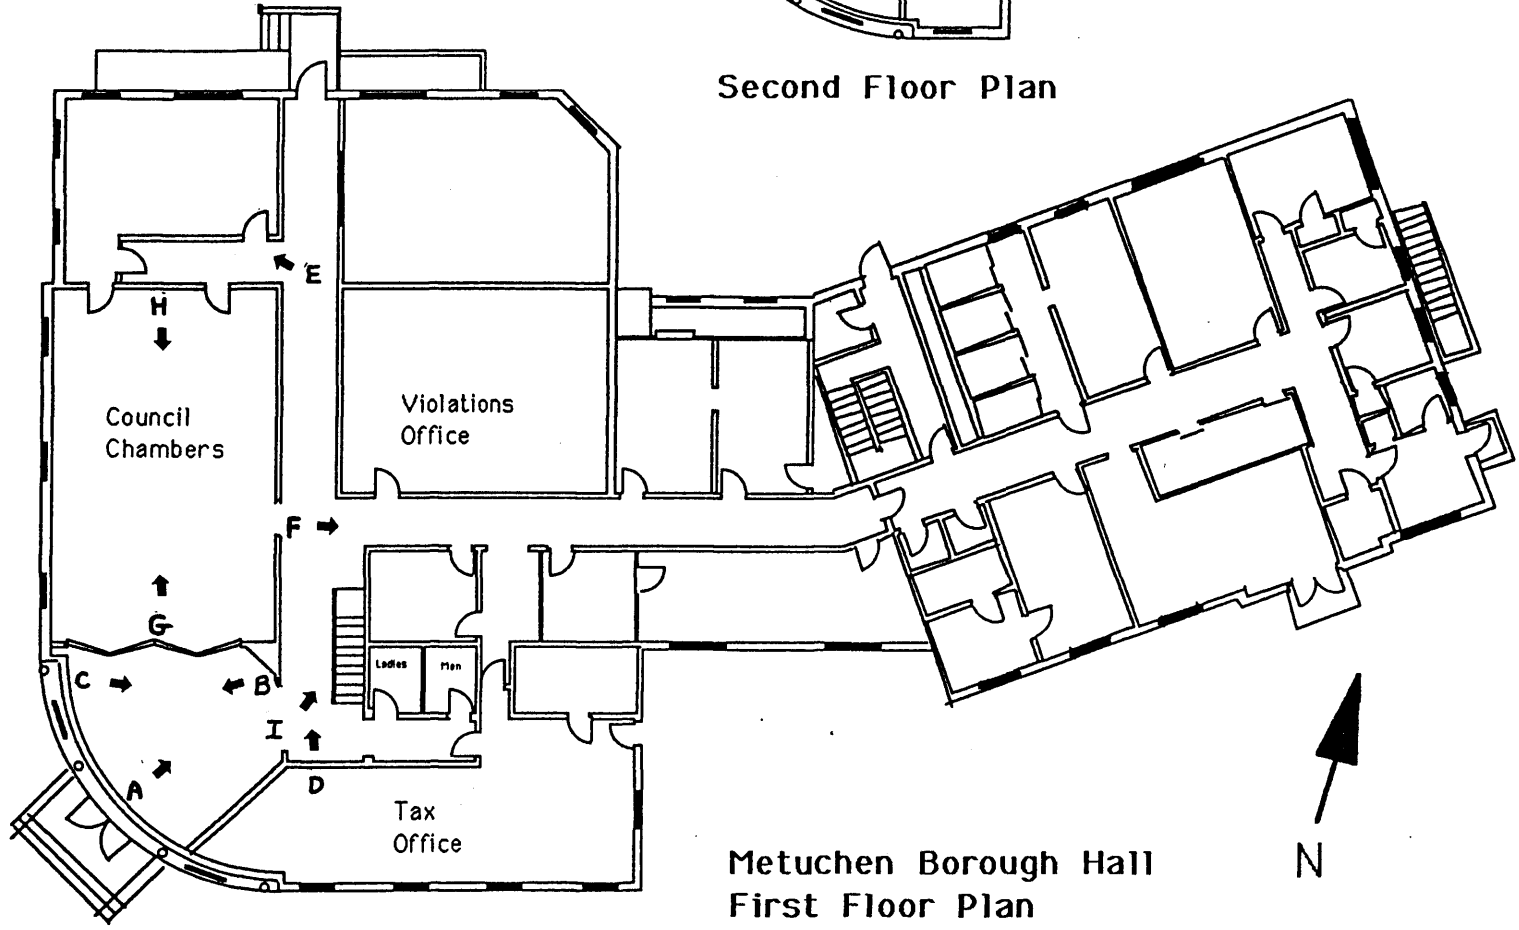 Second Floor Plan
E
H
Council
Chambers
Violations
Office
F
G
Ladies
Men
C
B
I
D
A
Tax
Office
N
Metuchen Borough Hall
First Floor Plan